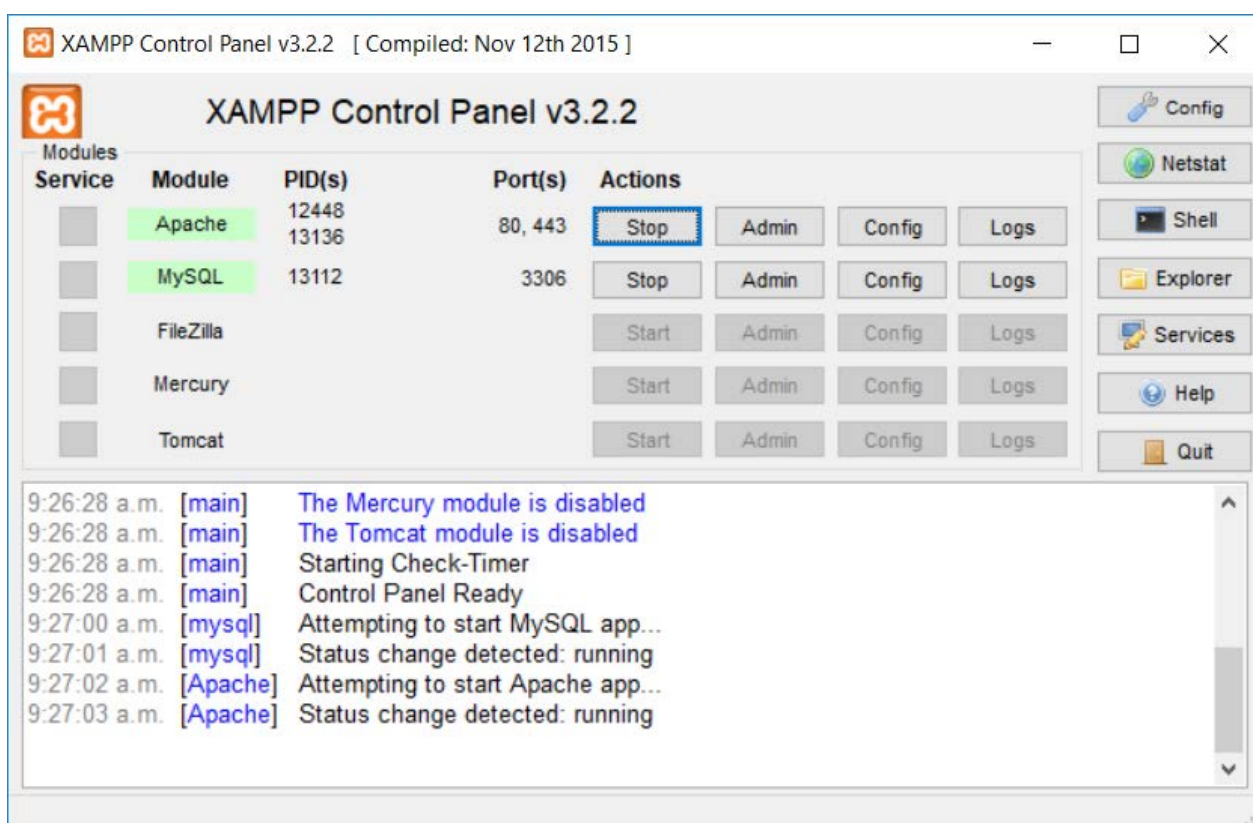 XAMPP Control Panel v3.2.2 [ Compiled: Nov 12th 2015 ]
XAMPP Control Panel v3.2.2
Config
Modules
Netstat
Service Module PID(s) Port(s) Actions
Apache 12448 13136 80, 443 Stop Admin Config Logs
Shell
MySQL 13112 3306 Stop Admin Config Logs
Explorer
FileZilla Start Admin Config Logs
Services
Mercury Start Admin Config Logs
Help
Tomcat Start Admin Config Logs
Quit
9:26:28 a.m. [main] The Mercury module is disabled
9:26:28 a.m. [main] The Tomcat module is disabled
9:26:28 a.m. [main] Starting Check-Timer
9:26:28 a.m. [main] Control Panel Ready
9:27:00 a.m. [mysql] Attempting to start MySQL app...
9:27:01 a.m. [mysql] Status change detected: running
9:27:02 a.m. [Apache] Attempting to start Apache app...
9:27:03 a.m. [Apache] Status change detected: running